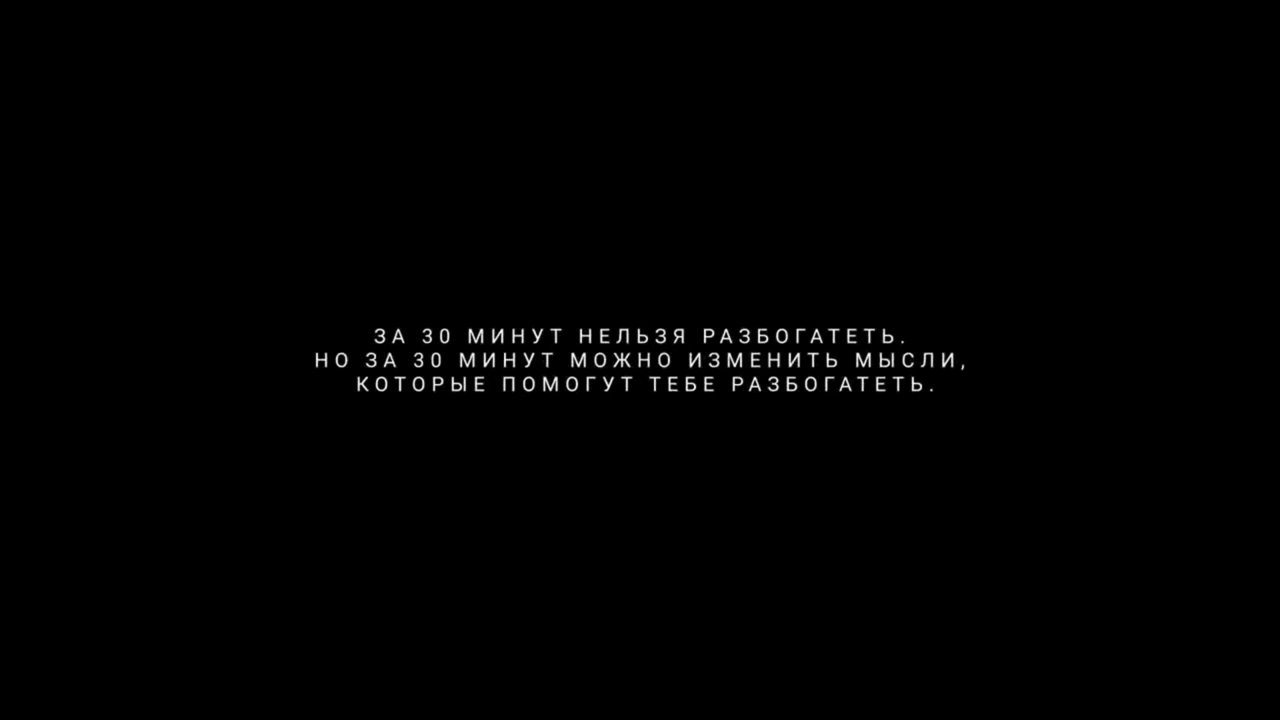 ЗА 30 МИНУТ НЕЛЬЗЯ РАЗБОГАТЕТЬ.
НО ЗА 30 МИНУТ МОЖНО ИЗМЕНИТЬ МЫСЛИ,
КОТОРЫЕ ПОМОГУТ ТЕБЕ РАЗБОГАТЕТЬ.